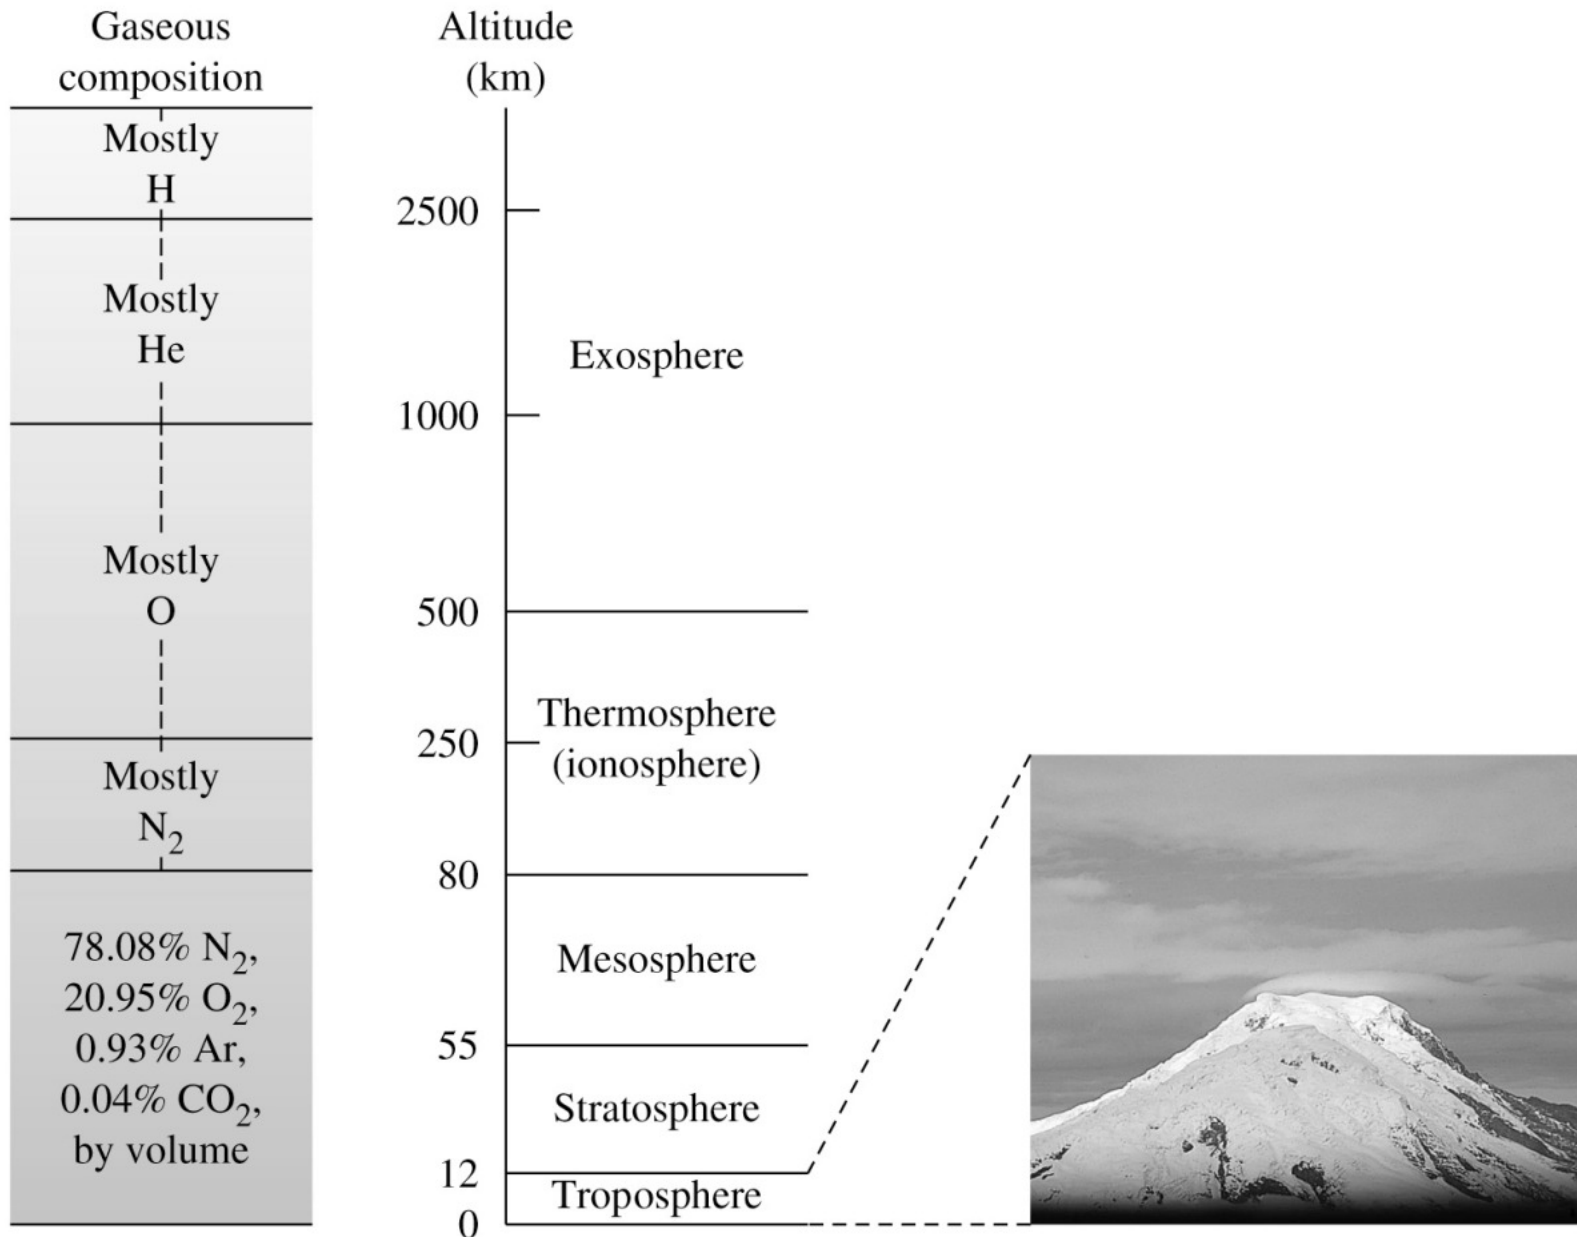 Gaseous
composition
Mostly
H
Mostly
He
Mostly
O
Mostly
N₂
78.08% N₂,
20.95% O₂,
0.93% Ar,
0.04% CO₂,
by volume
Altitude
(km)
2500
Exosphere
1000
500
Thermosphere
250
(ionosphere)
80
Mesosphere
55
Stratosphere
12
Troposphere
0